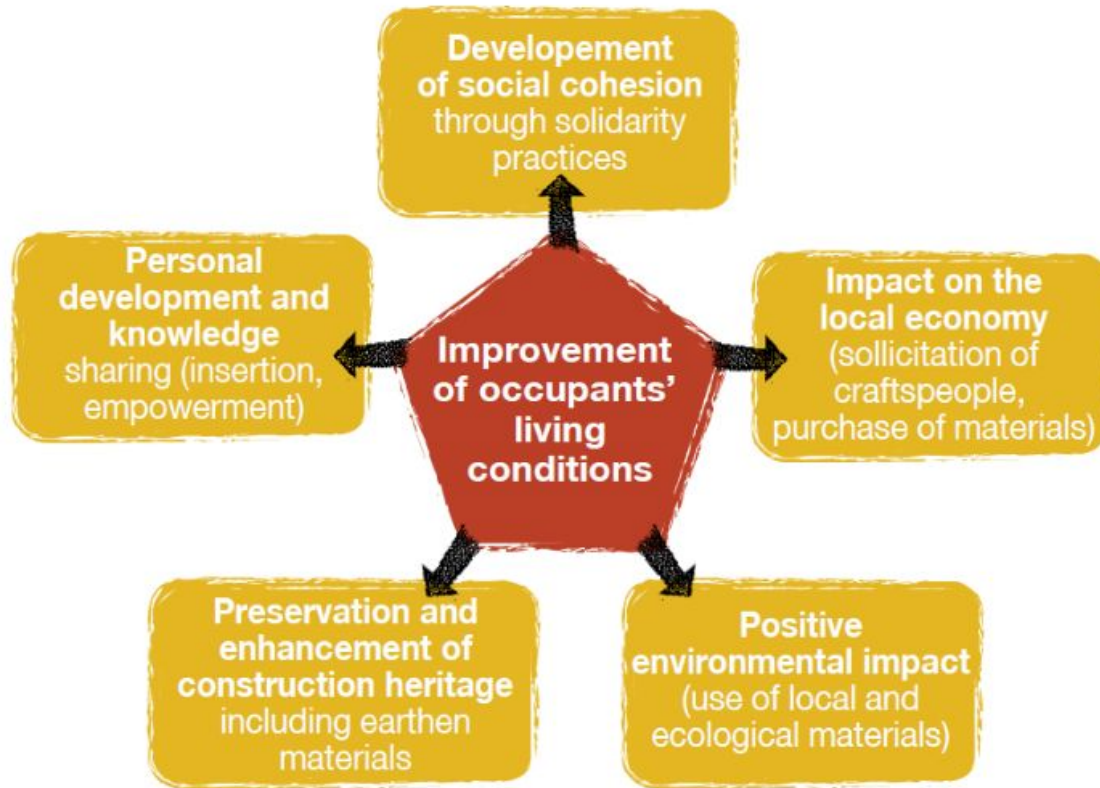 Developement
of social cohesion
through solidarity
practices
Personal
development and
knowledge
sharing (insertion,
empowerment)
Improvement
of occupants’
living
conditions
Impact on the
local economy
(sollicitation of
craftspeople,
purchase of materials)
Preservation and
enhancement of
construction heritage
including earthen
materials
Positive
environmental impact
(use of local and
ecological materials)